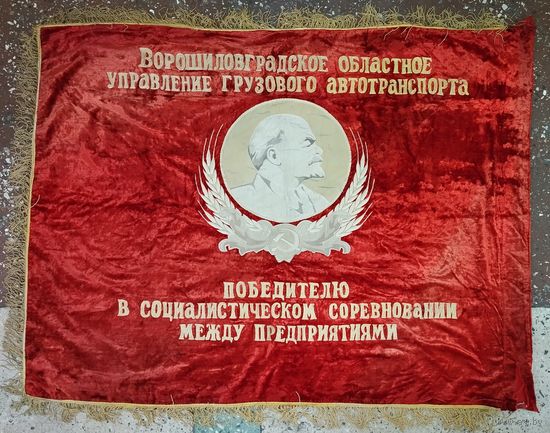 Ворошиловградское областное
управление грузового автотранспорта
победителю
в социалистическом соревновании
между предприятиями